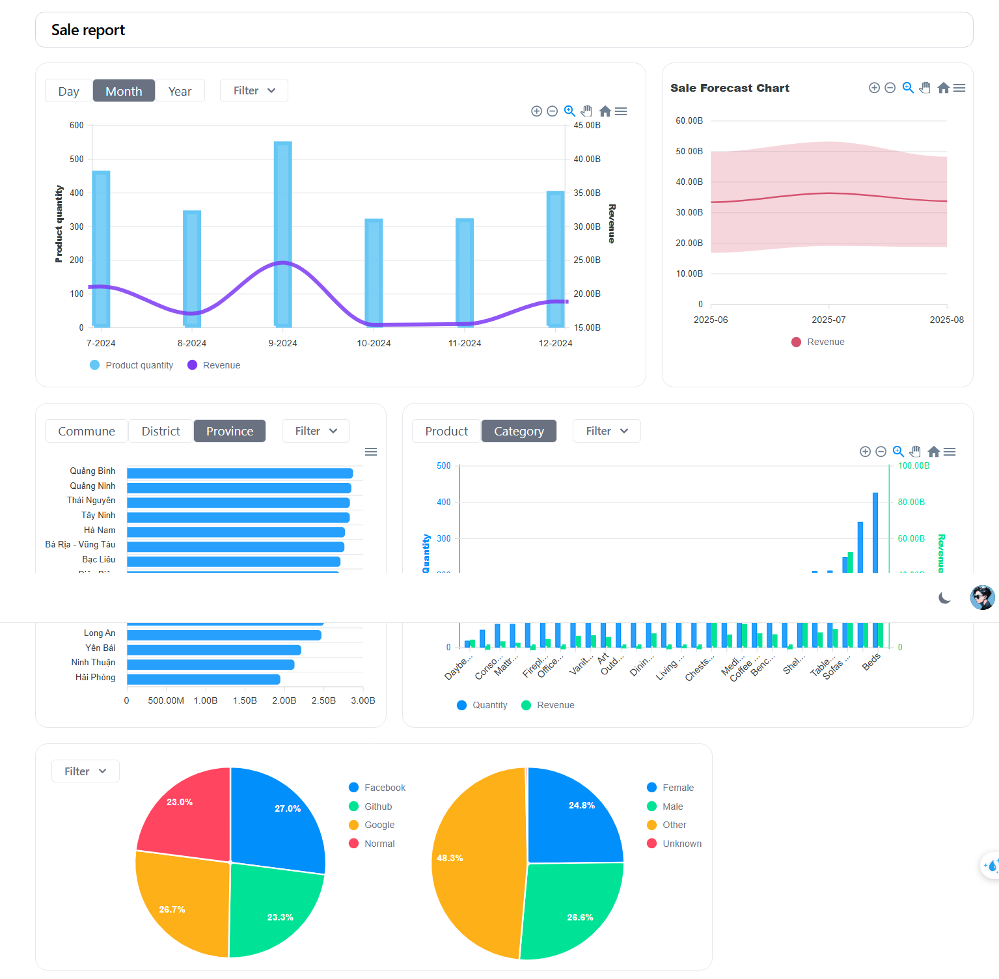 Sale report
Day Month Year Filter
600 45.00B
500 40.00B
400 35.00B
300 30.00B
200 25.00B
100 20.00B
0 15.00B
Product quantity
Revenue
7-2024 8-2024 9-2024 10-2024 11-2024 12-2024
Product quantity Revenue
Sale Forecast Chart
60.00B
50.00B
40.00B
30.00B
20.00B
10.00B
0
2025-06 2025-07 2025-08
Revenue
Commune District Province Filter
Quảng Bình
Quảng Ninh
Thái Nguyên
Tây Ninh
Hà Nam
Bà Rịa - Vũng Tàu
Bạc Liêu
Long An
Yên Bái
Ninh Thuận
Hải Phòng
0 500.00M 1.00B 1.50B 2.00B 2.50B 3.00B
Product Category Filter
500 100.00B
400 80.00B
300 60.00B
0 0
Quantity
Revenue
Daybe... Conso... Mattr... Firepl... Office... Vanit... Art Outd... Dinin... Living ... Chests... Medi... Coffee ... Benc... Shel... Table... Sofas ... Beds
Quantity Revenue
Filter
27.0%
23.3%
26.7%
23.0%
Facebook
Github
Google
Normal
24.8%
26.6%
48.3%
Female
Male
Other
Unknown